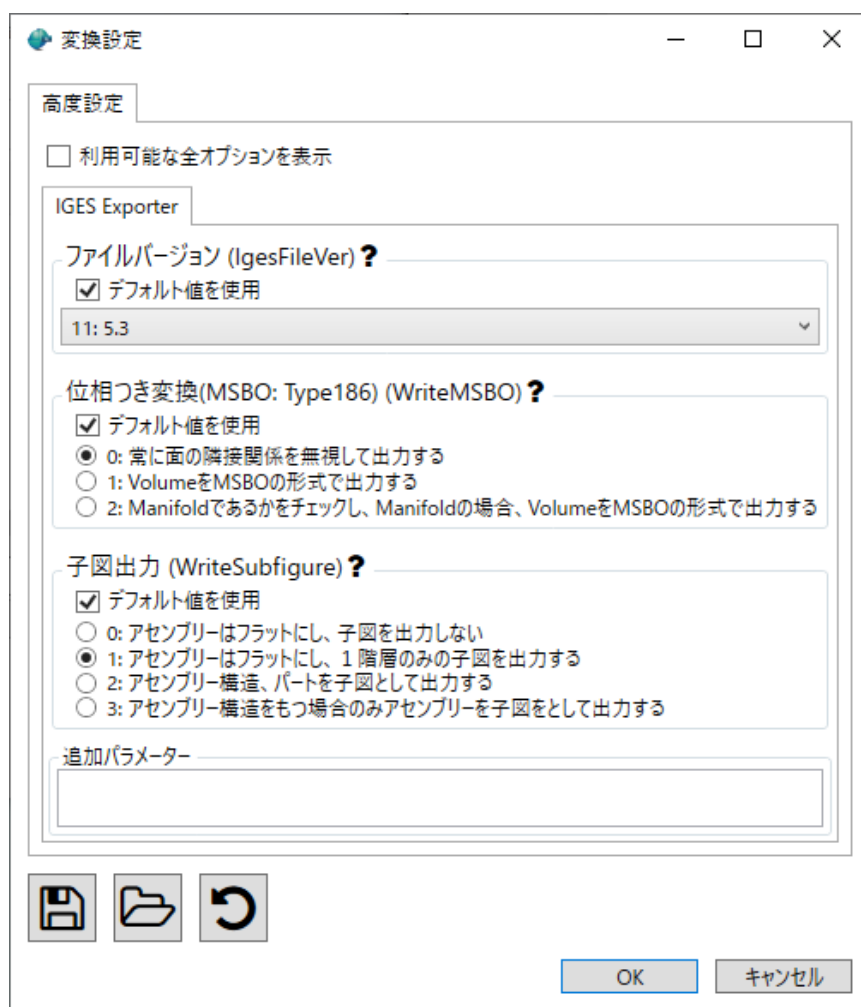 変換設定
高度設定
利用可能な全オプションを表示
IGES Exporter
ファイルバージョン (IgesFileVer) ?
デフォルト値を使用
11: 5.3
位相つき変換(MSBO: Type186) (WriteMSBO) ?
デフォルト値を使用
0: 常に面の隣接関係を無視して出力する
1: VolumeをMSBOの形式で出力する
2: Manifoldであるかをチェックし、Manifoldの場合、VolumeをMSBOの形式で出力する
子図出力 (WriteSubfigure) ?
デフォルト値を使用
0: アセンブリーはフラットにし、子図を出力しない
1: アセンブリーはフラットにし、１階層のみの子図を出力する
2: アセンブリー構造、パートを子図として出力する
3: アセンブリー構造をもつ場合のみアセンブリーを子図をとして出力する
追加パラメーター
OK
キャンセル